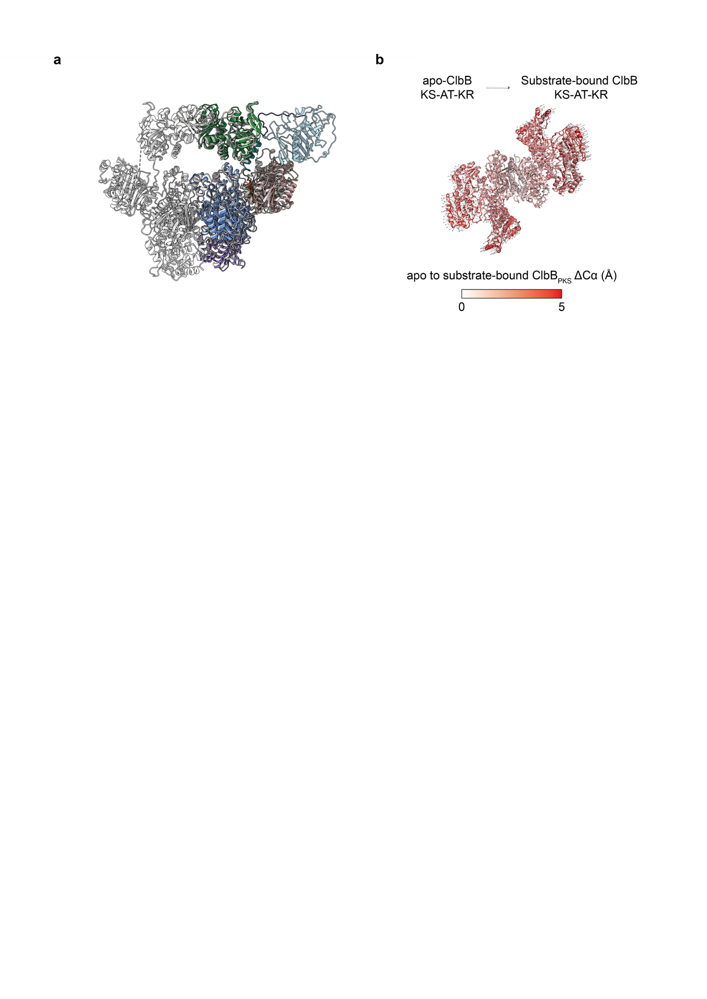 a
b
apo-ClbB
KS-AT-KR
Substrate-bound ClbB
KS-AT-KR
apo to substrate-bound ClbBPKS ΔCα (Å)
0
5